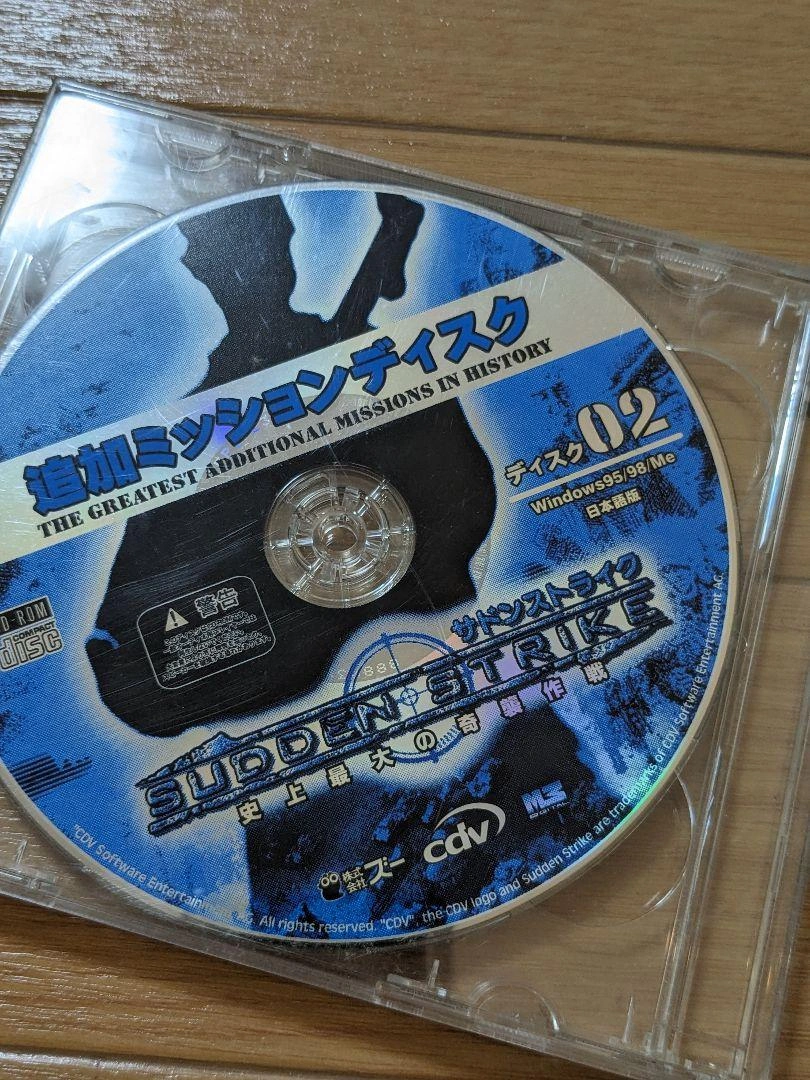 追加ミッションディスク
THE GREATEST ADDITIONAL MISSIONS IN HISTORY
ディスク02
Windows95/98/Me
日本語版
COMPACT
disc
警告
サドンストライク
SUDDEN STRIKE
史上最大の奇襲作戦
株式
会社
ズー
cdv
"CDV Software Entertain AG. All rights reserved. "CDV", the CDV logo and Sudden Strike are trademarks of CDV Software Entertainment AG.